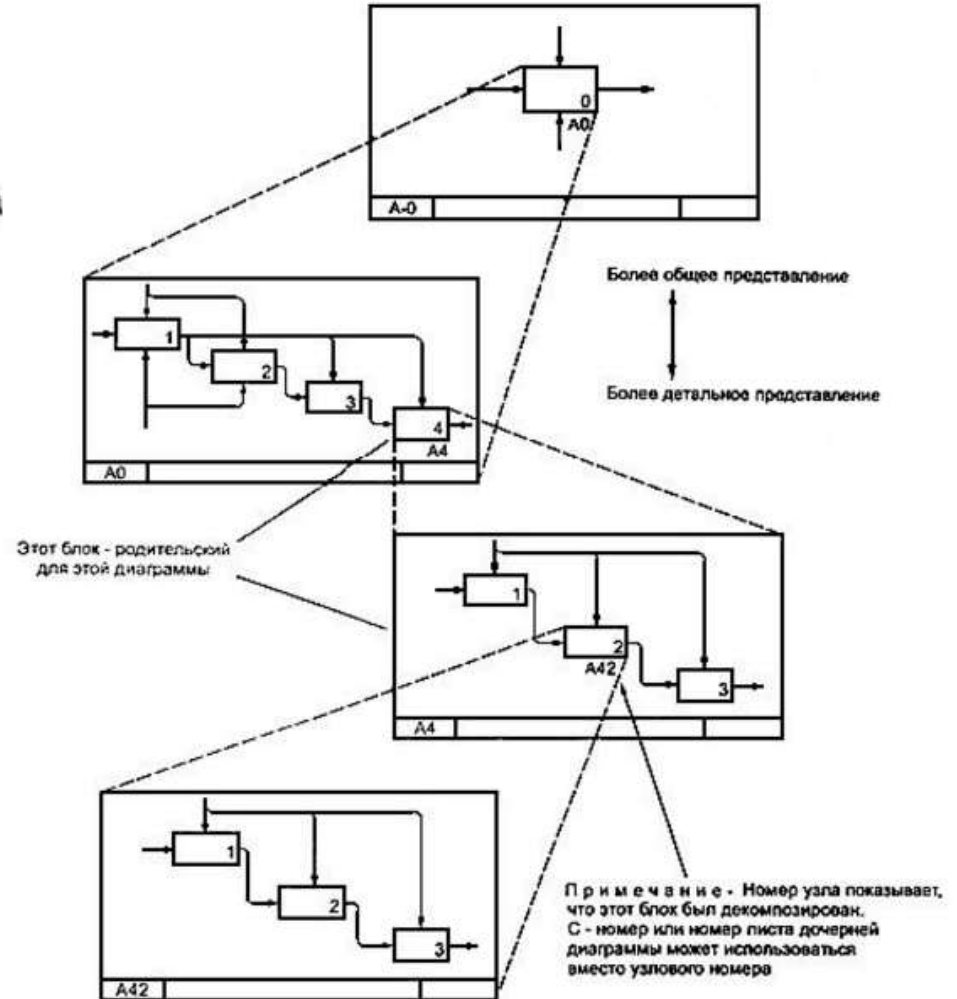 0
A0
A-0
Более общее представление
Более детальное представление
1
2
3
4
A4
A0
Этот блок - родительский
для этой диаграммы
1
2
A42
3
A4
1
2
3
A42
Примечание - Номер узла показывает,
что этот блок был декомпозирован.
С - номер или номер листа дочерней
диаграммы может использоваться
вместо узлового номера